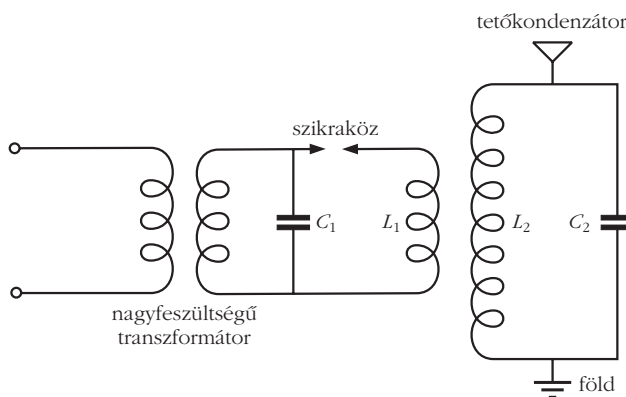 tetőkondenzátor
szikraköz
C1
L1
L2
C2
nagyfeszültségű
transzformátor
föld